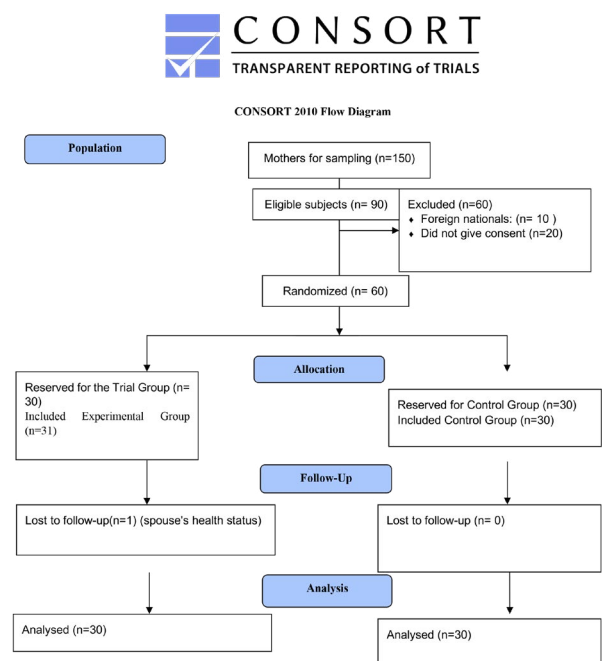 CONSORT
TRANSPARENT REPORTING of TRIALS
CONSORT 2010 Flow Diagram
Population
Mothers for sampling (n=150)
Eligible subjects (n= 90)
Excluded (n=60)
♦ Foreign nationals: (n= 10 )
♦ Did not give consent (n=20)
Randomized (n= 60)
Allocation
Reserved for the Trial Group (n=
30)
Included Experimental Group
(n=31)
Reserved for Control Group (n=30)
Included Control Group (n=30)
Follow-Up
Lost to follow-up(n=1) (spouse's health status)
Lost to follow-up (n= 0)
Analysis
Analysed (n=30)
Analysed (n=30)